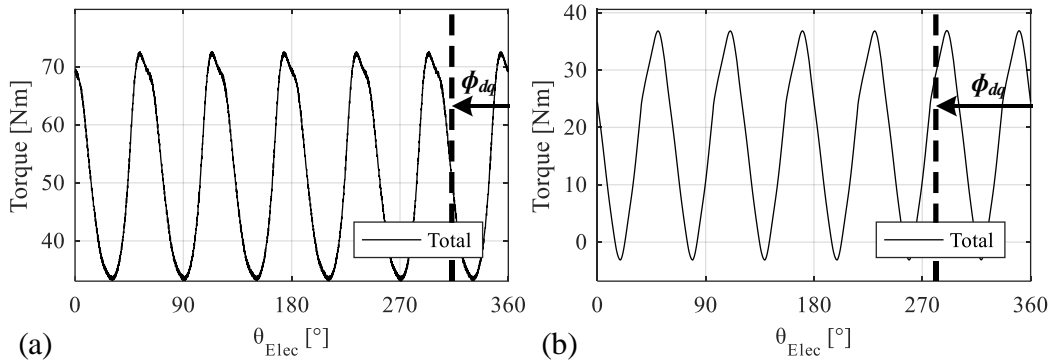 70
60
50
40
Torque [Nm]
0 90 180 270 360
θElec [°]
ϕdq
Total
(a)
40
30
20
10
0
Torque [Nm]
0 90 180 270 360
θElec [°]
ϕdq
Total
(b)